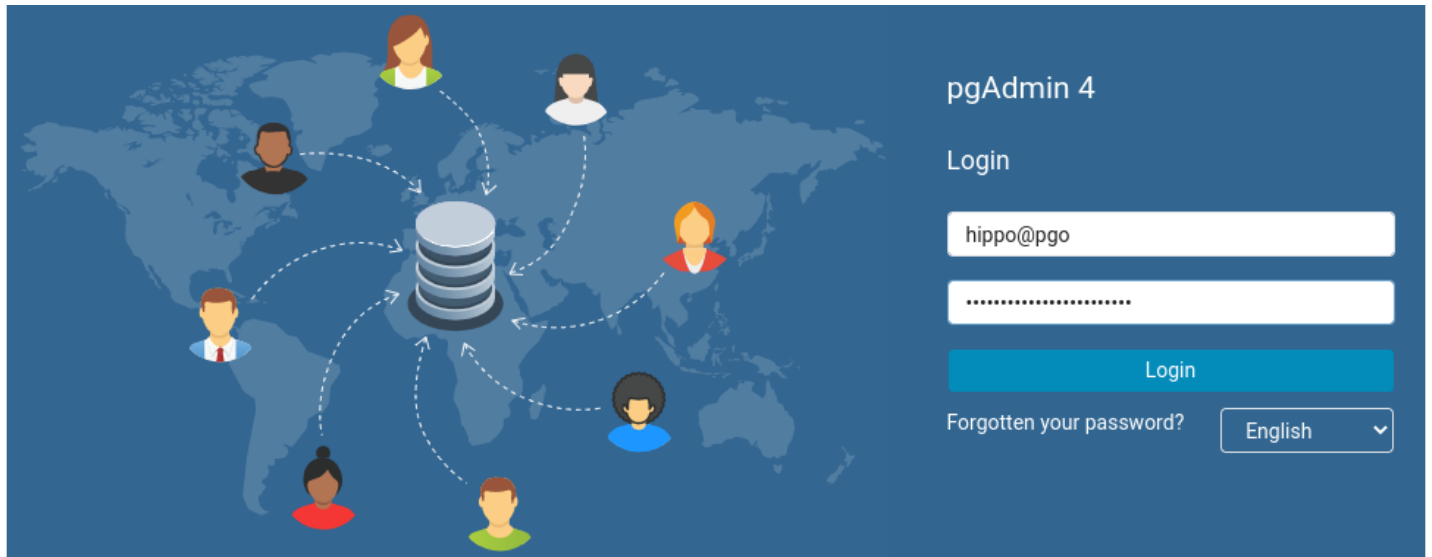 pgAdmin 4
Login
hippo@pgo
••••••••••••••••••••••••
Login
Forgotten your password?
English